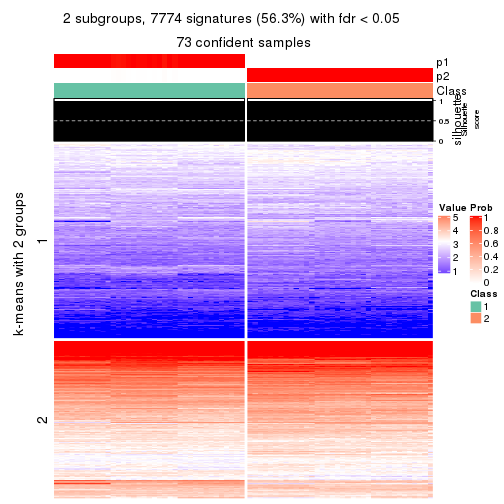 2 subgroups, 7774 signatures (56.3%) with fdr < 0.05
73 confident samples
p1
p2
Class
silhouette
Silhouette
score
1
0.5
0
k-means with 2 groups
1
2
Value
5
4
3
2
1
Prob
1
0.8
0.6
0.4
0.2
0
Class
1
2